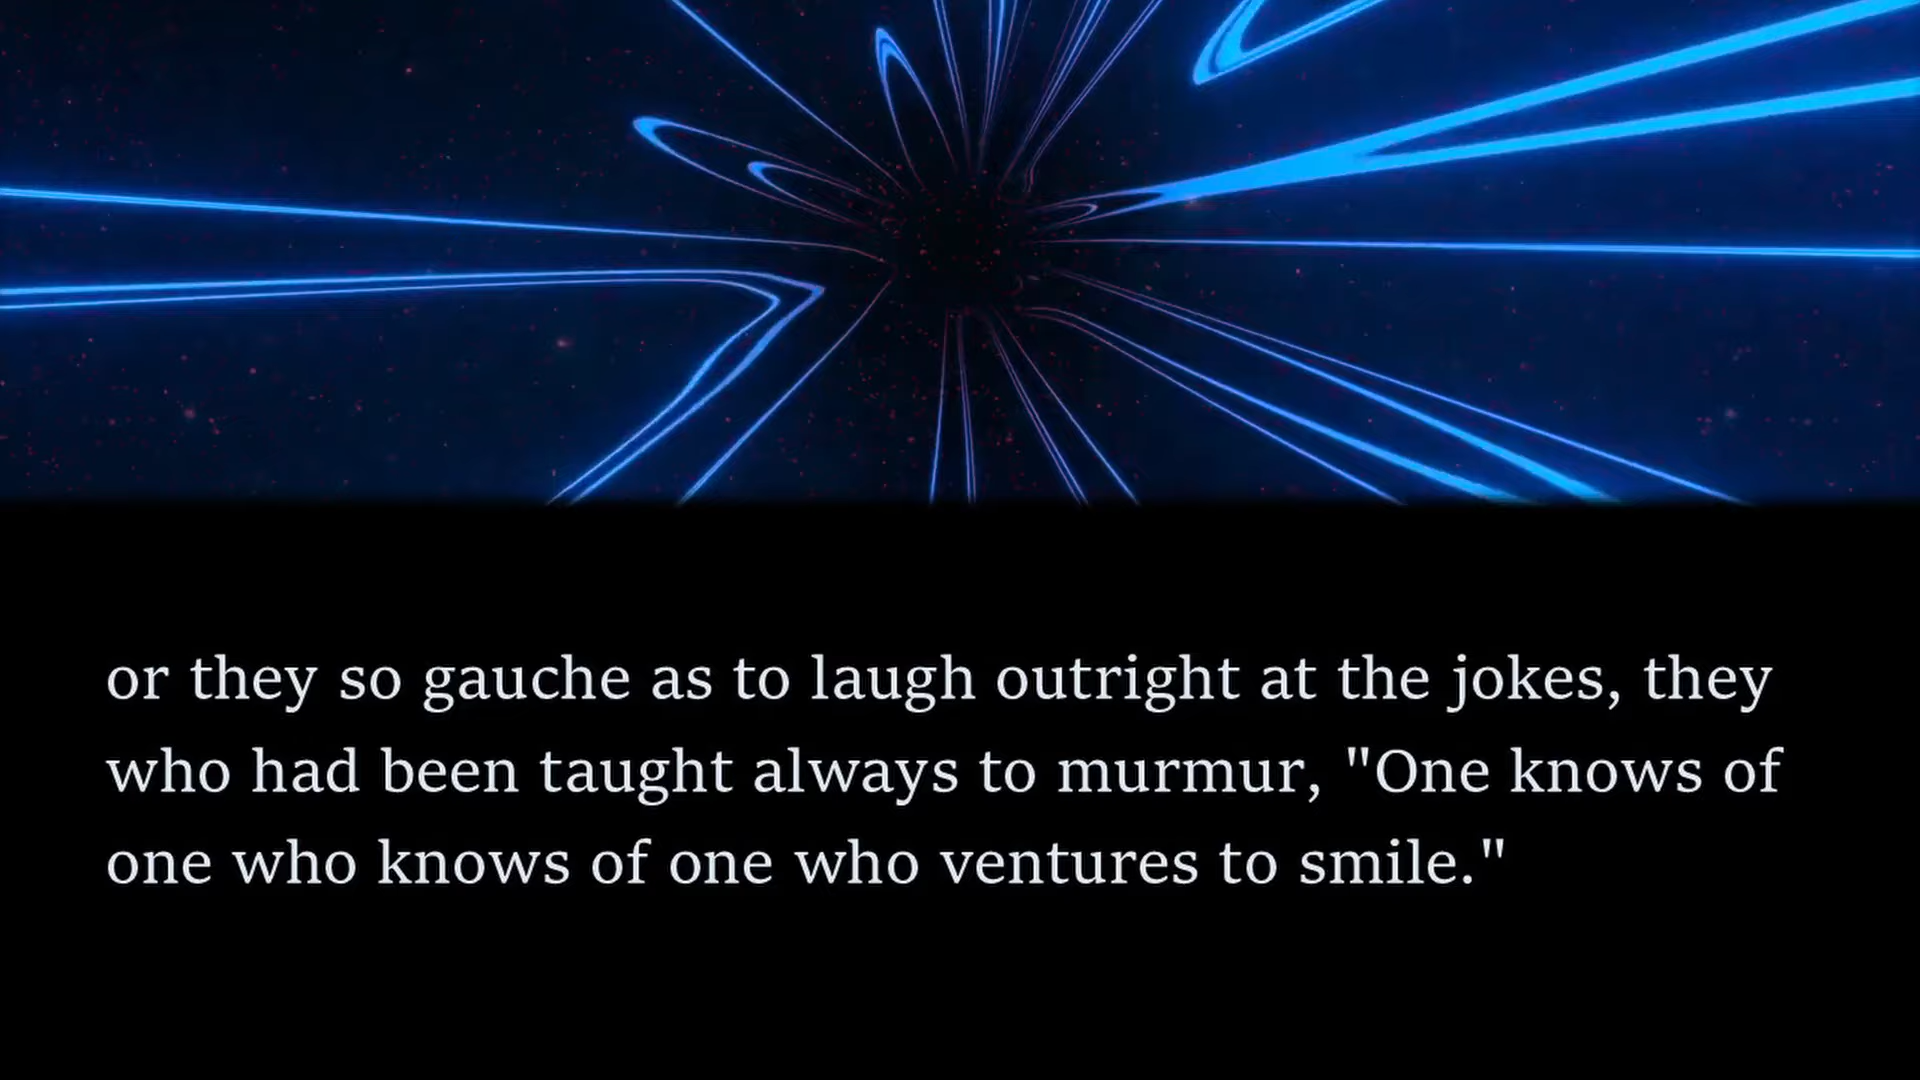 or they so gauche as to laugh outright at the jokes, they
who had been taught always to murmur, "One knows of
one who knows of one who ventures to smile."